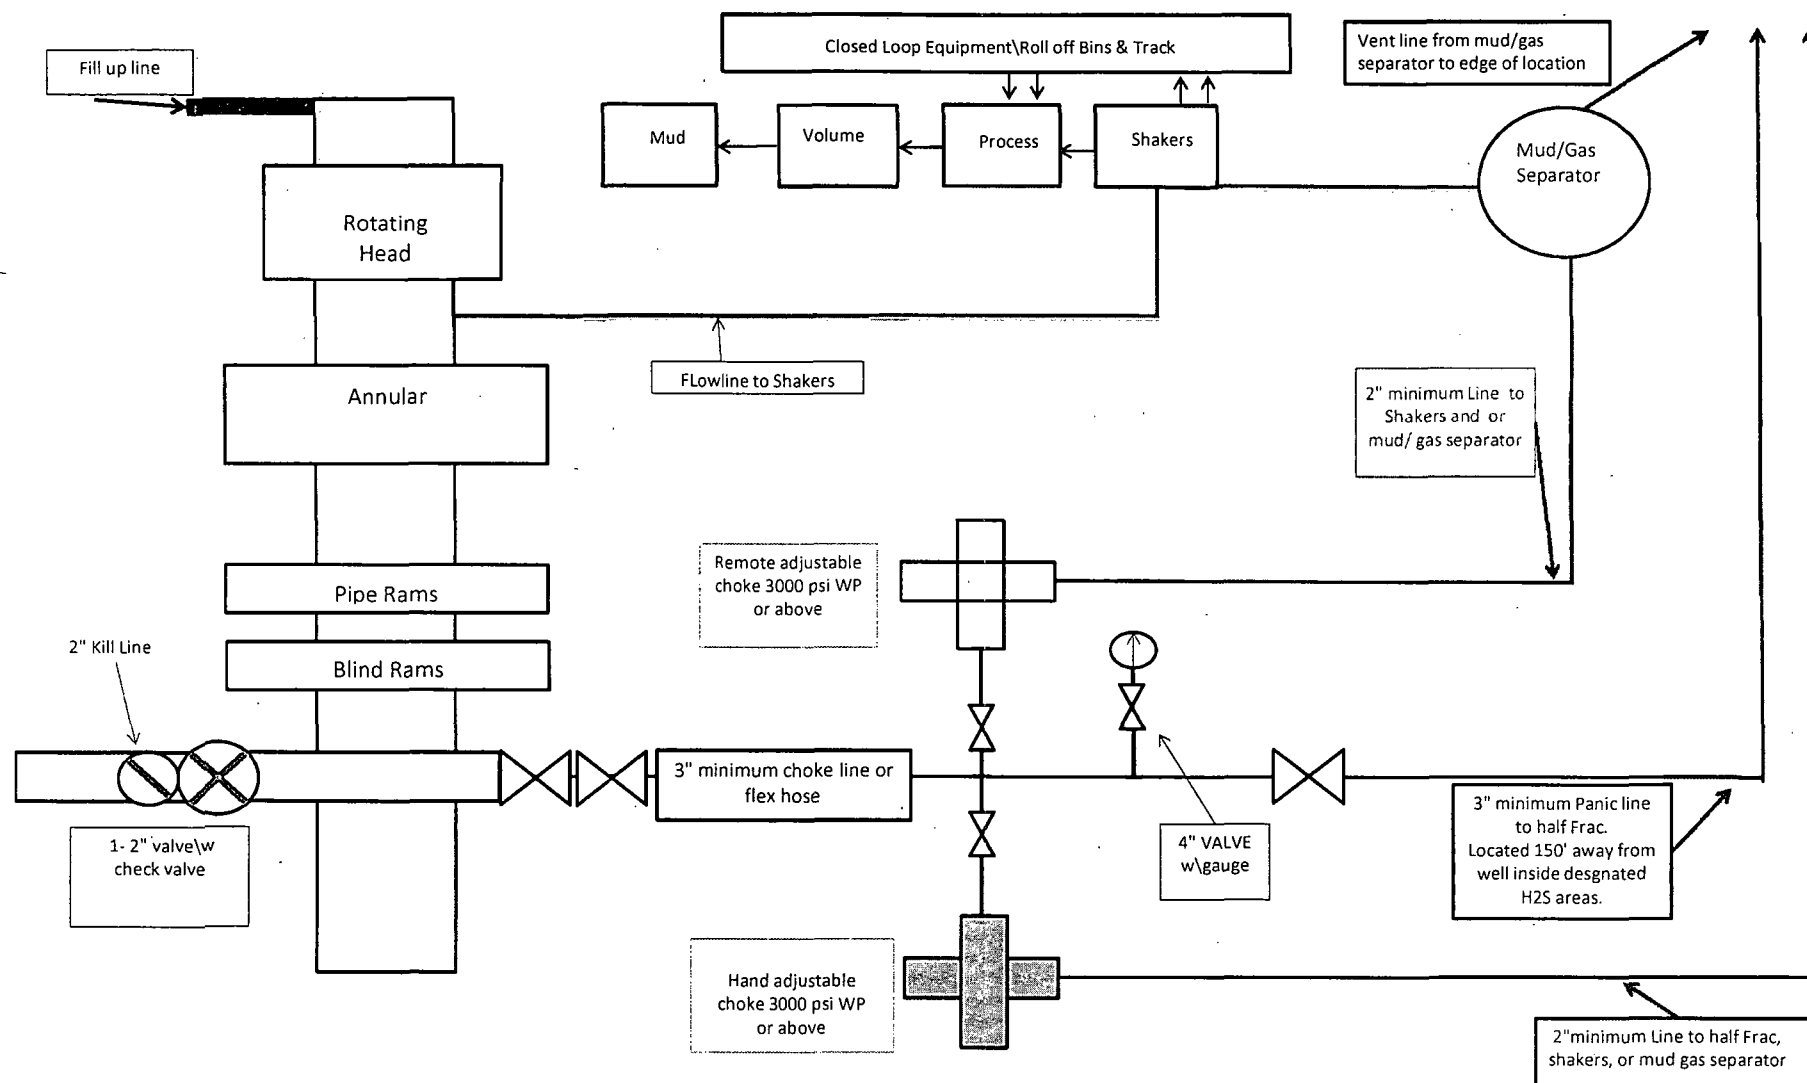 Closed Loop Equipment\Roll off Bins & Track
Vent line from mud/gas
separator to edge of location
Fill up line
Mud
Volume
Process
Shakers
Mud/Gas
Separator
Rotating
Head
FLowline to Shakers
Annular
2" minimum Line to
Shakers and or
mud/ gas separator
Remote adjustable
choke 3000 psi WP
or above
Pipe Rams
2" Kill Line
Blind Rams
3" minimum choke line or
flex hose
1- 2" valve\w
check valve
4" VALVE
w\gauge
3" minimum Panic line
to half Frac.
Located 150' away from
well inside desgnated
H2S areas.
Hand adjustable
choke 3000 psi WP
or above
2"minimum Line to half Frac,
shakers, or mud gas separator